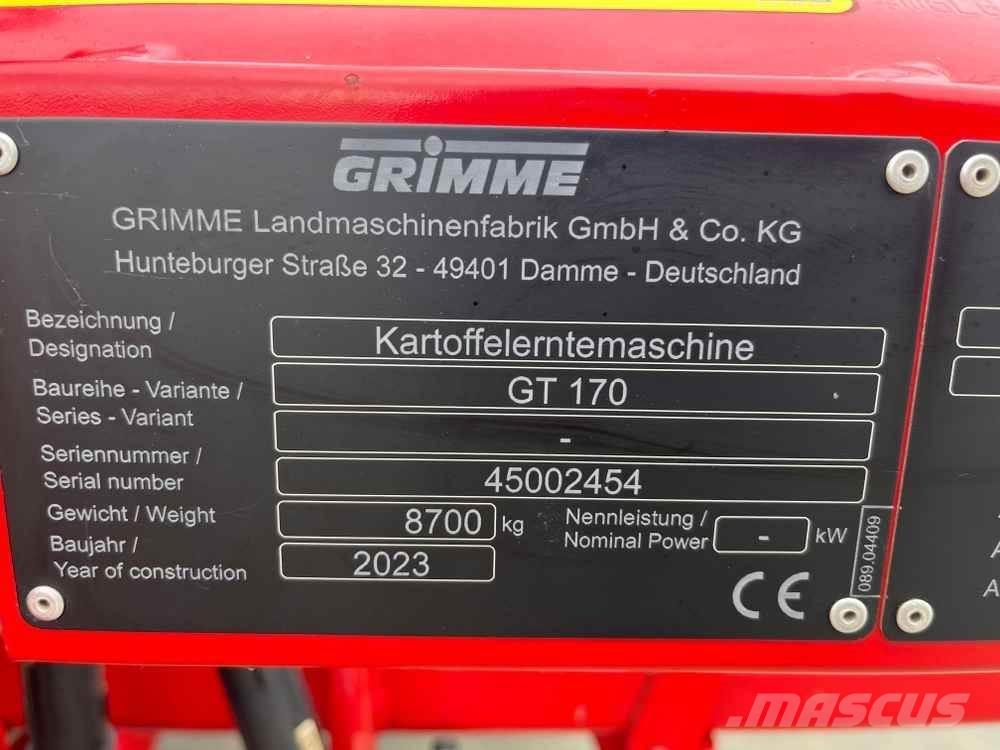 GRIMME
GRIMME Landmaschinenfabrik GmbH & Co. KG
Hunteburger Straße 32 - 49401 Damme - Deutschland
Bezeichnung /
Designation
Kartoffelerntemaschine
Baureihe - Variante /
Series - Variant
GT 170
-
Seriennummer /
Serial number
45002454
Gewicht / Weight
8700 kg
Nennleistung /
Nominal Power
- kW
Baujahr /
Year of construction
2023
CE
089.04409
A
A
MASCUS